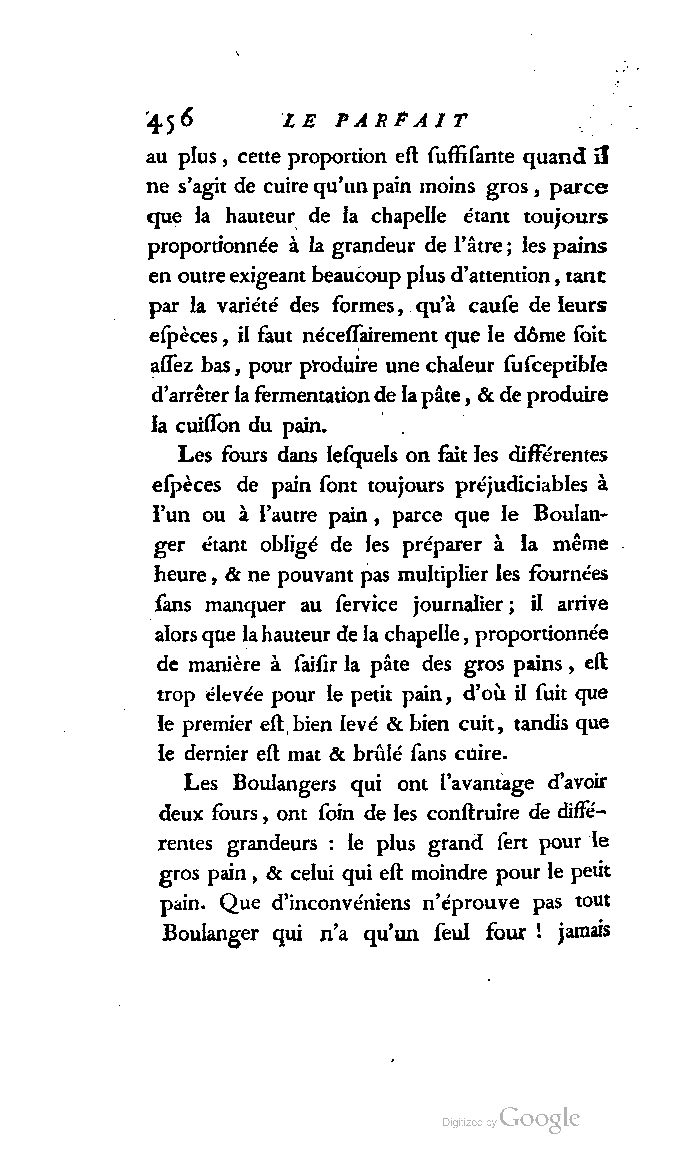 456 LE PARFAIT
au plus, cette proportion eſt ſuffiſante quand il
ne s'agit de cuire qu'un pain moins gros, parce
que la hauteur de la chapelle étant toujours
proportionnée à la grandeur de l'âtre; les pains
en outre exigeant beaucoup plus d'attention, tant
par la variété des formes, qu'à cauſe de leurs
eſpèces, il faut néceſſairement que le dôme ſoit
aſſez bas, pour produire une chaleur ſuſceptible
d'arrêter la fermentation de la pâte, & de produire
la cuiſſon du pain.
Les fours dans leſquels on fait les différentes
eſpèces de pain ſont toujours préjudiciables à
l'un ou à l'autre pain, parce que le Boulan-
ger étant obligé de les préparer à la même
heure, & ne pouvant pas multiplier les fournées
ſans manquer au ſervice journalier; il arrive
alors que la hauteur de la chapelle, proportionnée
de manière à ſaiſir la pâte des gros pains, eſt
trop élevée pour le petit pain, d'où il ſuit que
le premier eſt bien levé & bien cuit, tandis que
le dernier eſt mat & brûlé ſans cuire.
Les Boulangers qui ont l'avantage d'avoir
deux fours, ont ſoin de les conſtruire de diffé-
rentes grandeurs : le plus grand ſert pour le
gros pain, & celui qui eſt moindre pour le petit
pain. Que d'inconvéniens n'éprouve pas tout
Boulanger qui n'a qu'un ſeul four ! jamais
Digitized by Google